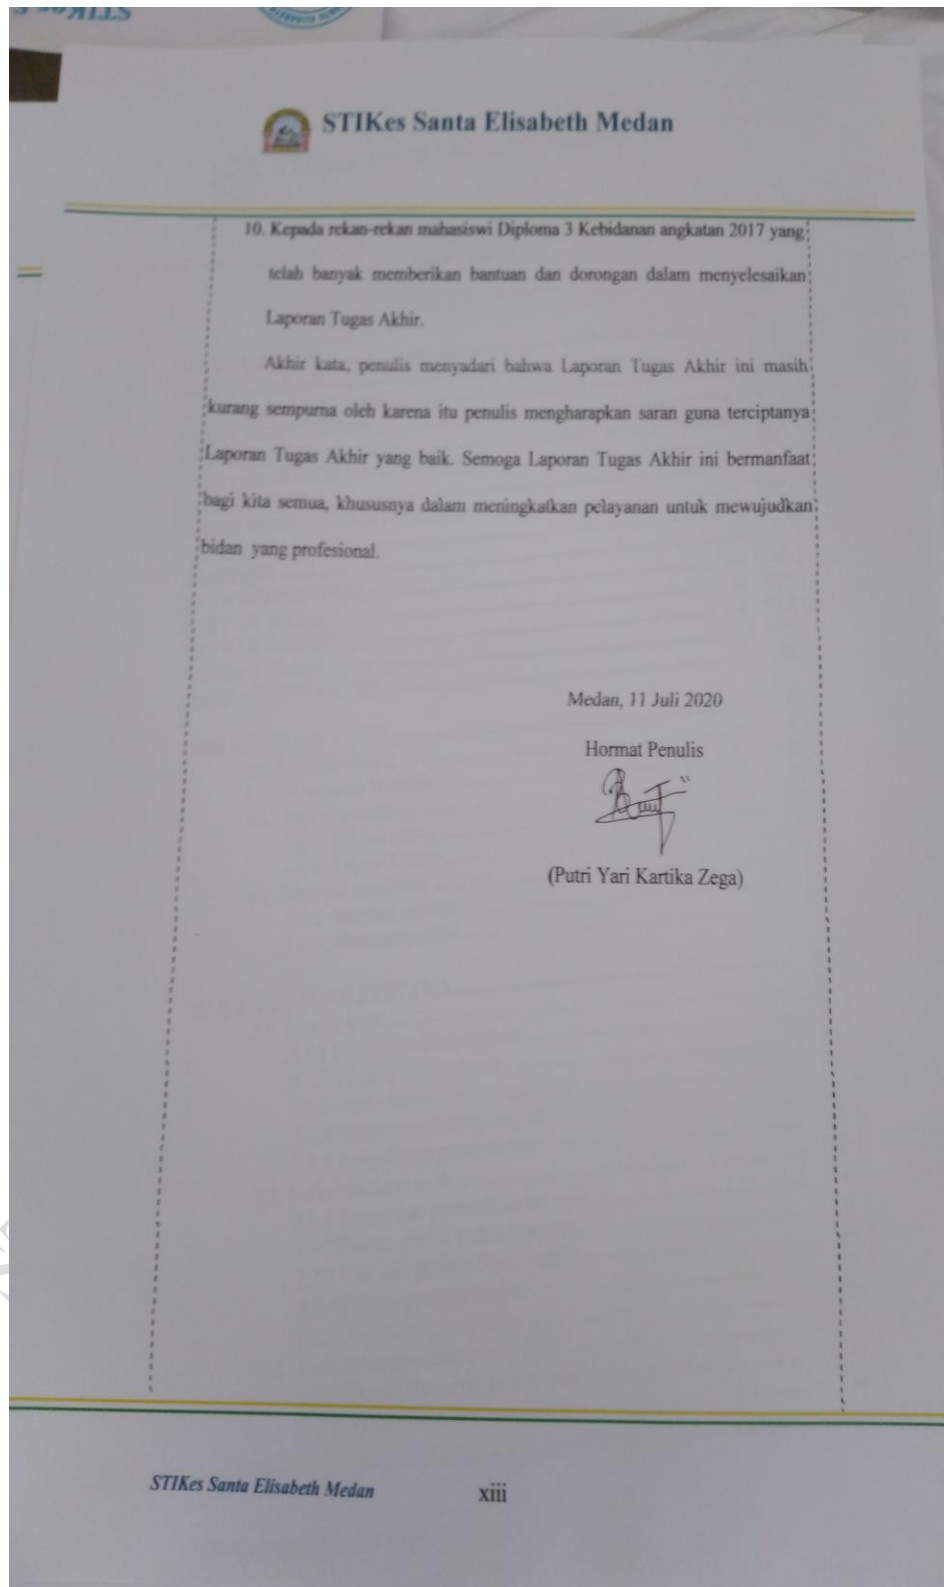 STIKes
STIKes Santa Elisabeth Medan
10. Kepada rekan-rekan mahasiswi Diploma 3 Kebidanan angkatan 2017 yang
telah banyak memberikan bantuan dan dorongan dalam menyelesaikan
Laporan Tugas Akhir.
Akhir kata, penulis menyadari bahwa Laporan Tugas Akhir ini masih
kurang sempurna oleh karena itu penulis mengharapkan saran guna terciptanya
Laporan Tugas Akhir yang baik. Semoga Laporan Tugas Akhir ini bermanfaat
bagi kita semua, khususnya dalam meningkatkan pelayanan untuk mewujudkan
bidan yang profesional.
Medan, 11 Juli 2020
Hormat Penulis
(Putri Yari Kartika Zega)
STIKes Santa Elisabeth Medan xiii